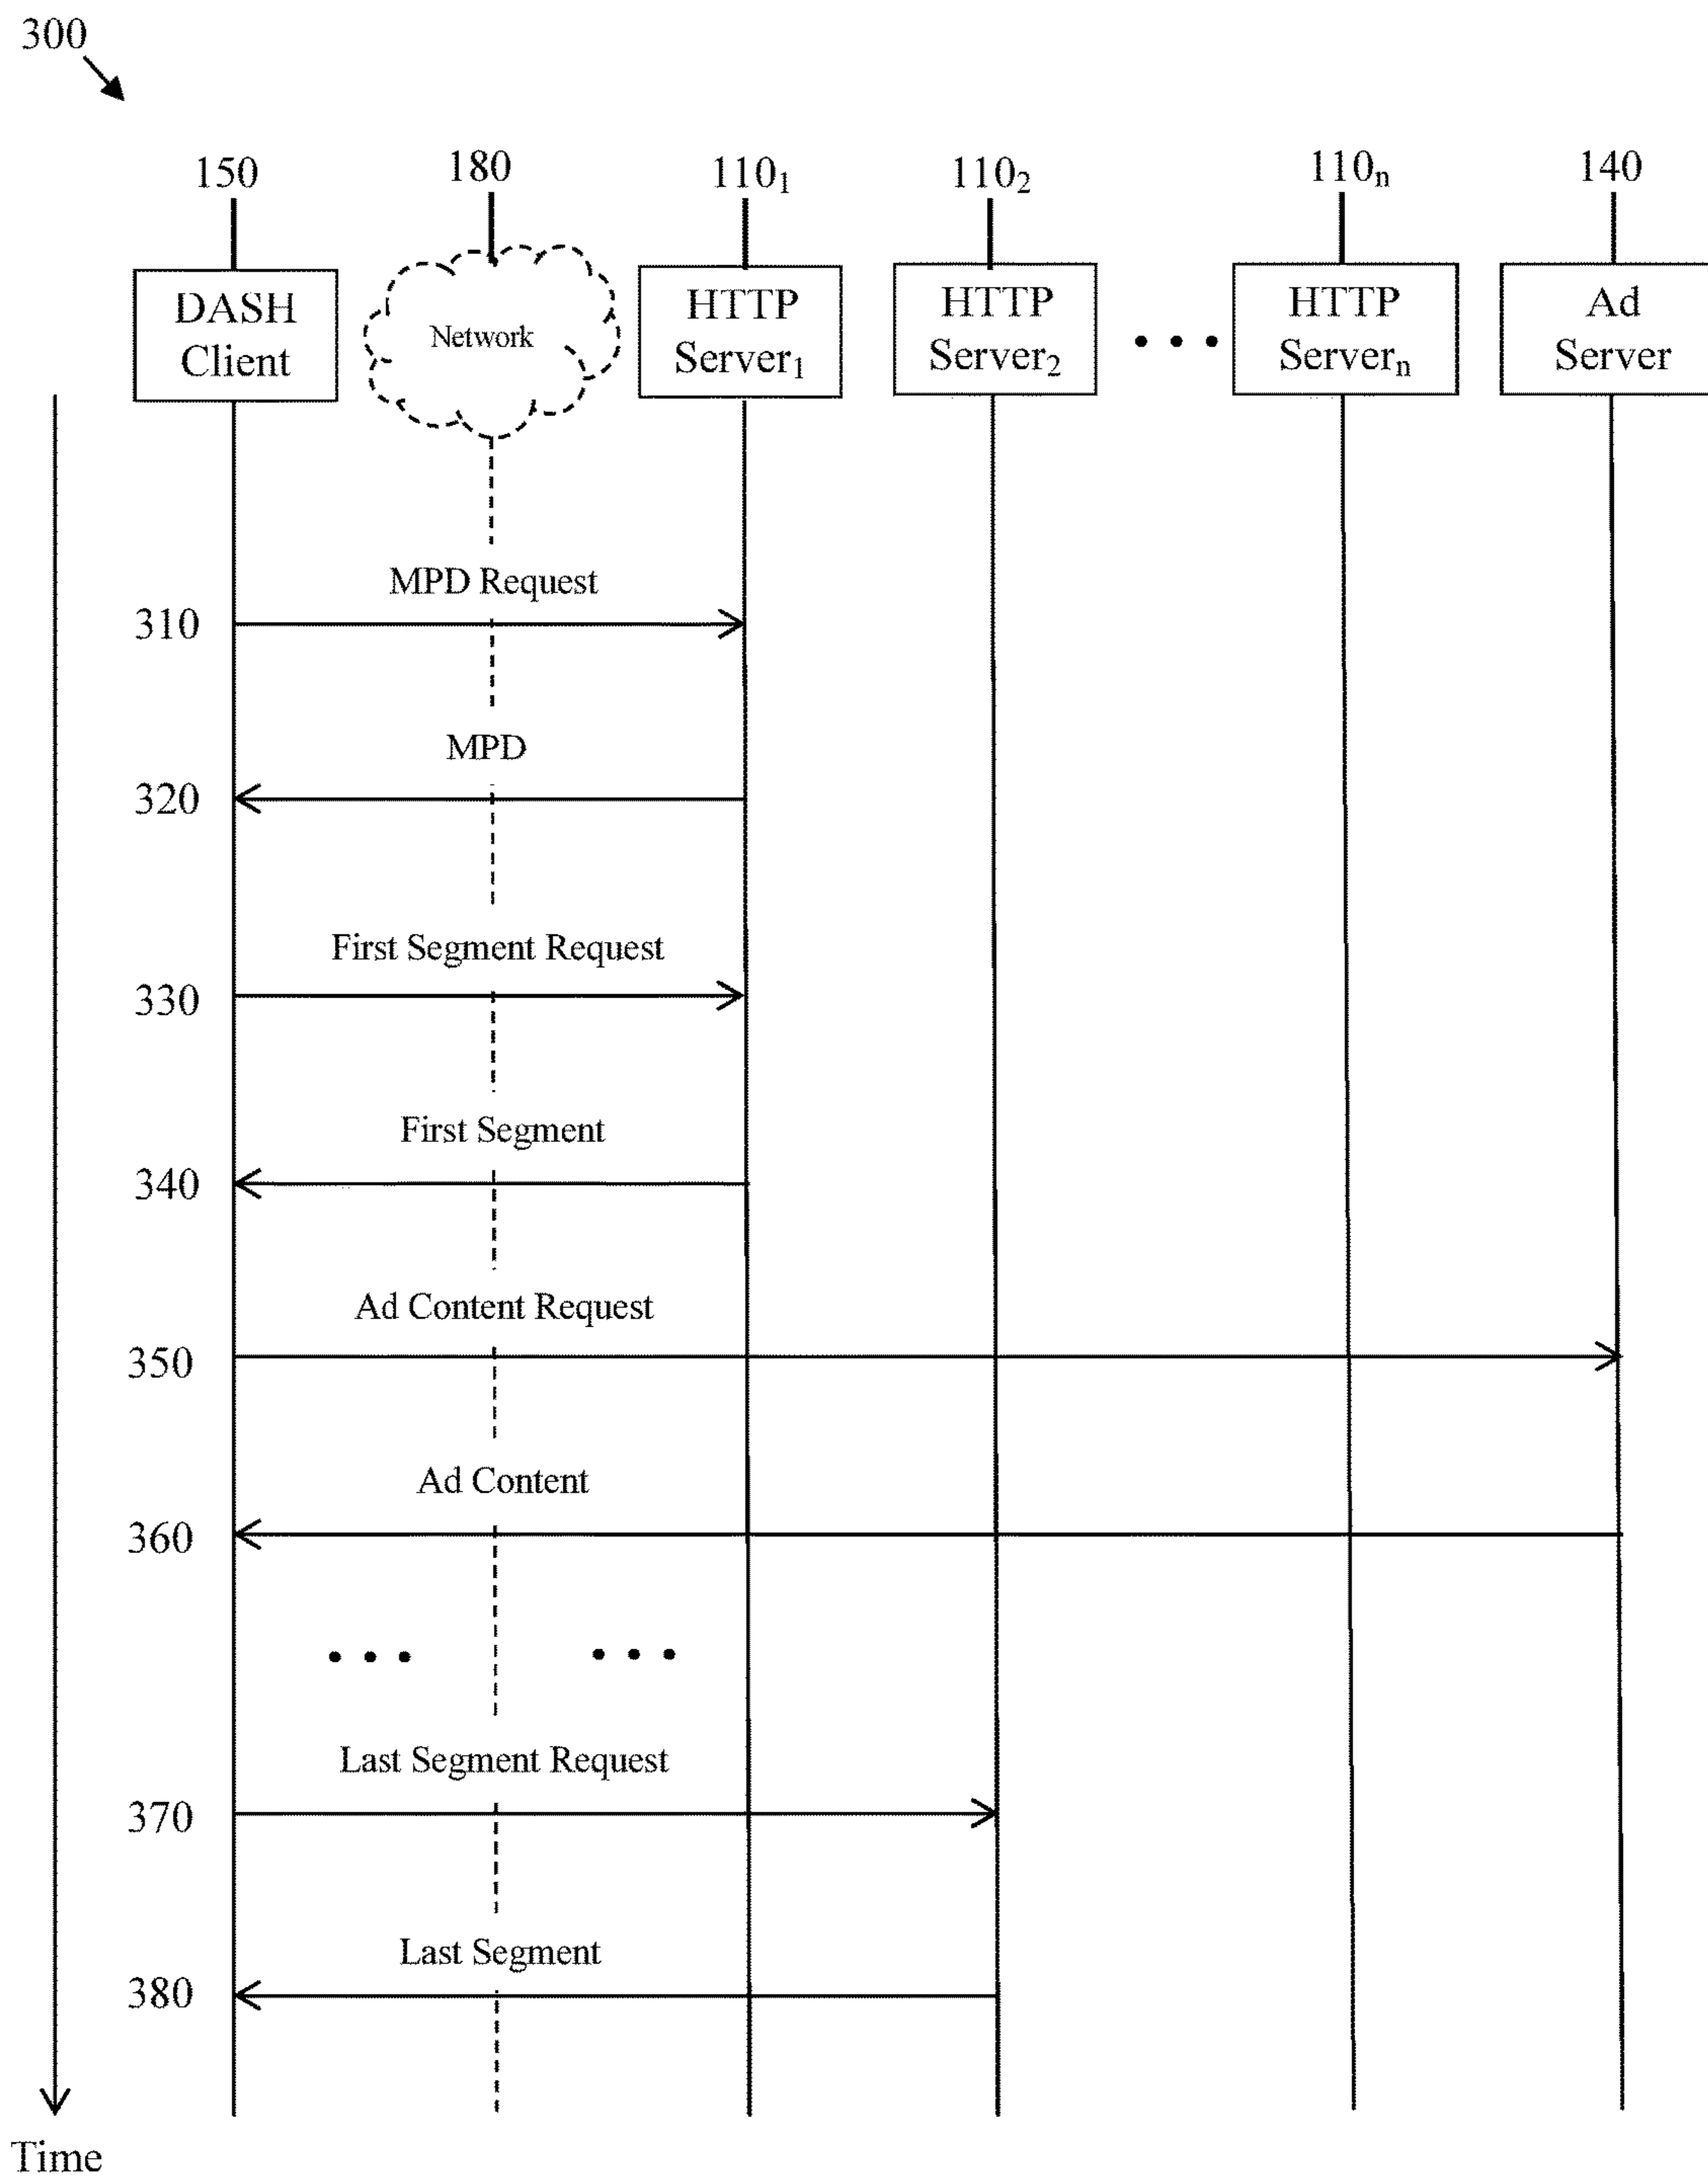 300
150 180 110₁ 110₂ 110ₙ 140
DASH Client
Network
HTTP Server₁
HTTP Server₂
• • •
HTTP Serverₙ
Ad Server
MPD Request
310
MPD
320
First Segment Request
330
First Segment
340
Ad Content Request
350
Ad Content
360
• • • • • •
Last Segment Request
370
Last Segment
380
Time